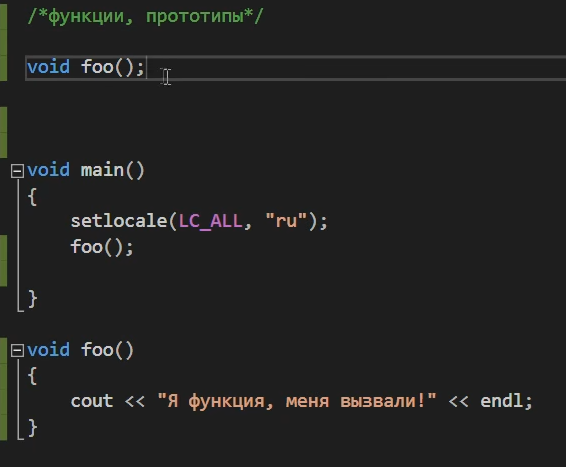 /*функции, прототипы*/
void foo();
void main()
{
setlocale(LC_ALL, "ru");
foo();
}
void foo()
{
cout << "Я функция, меня вызвали!" << endl;
}